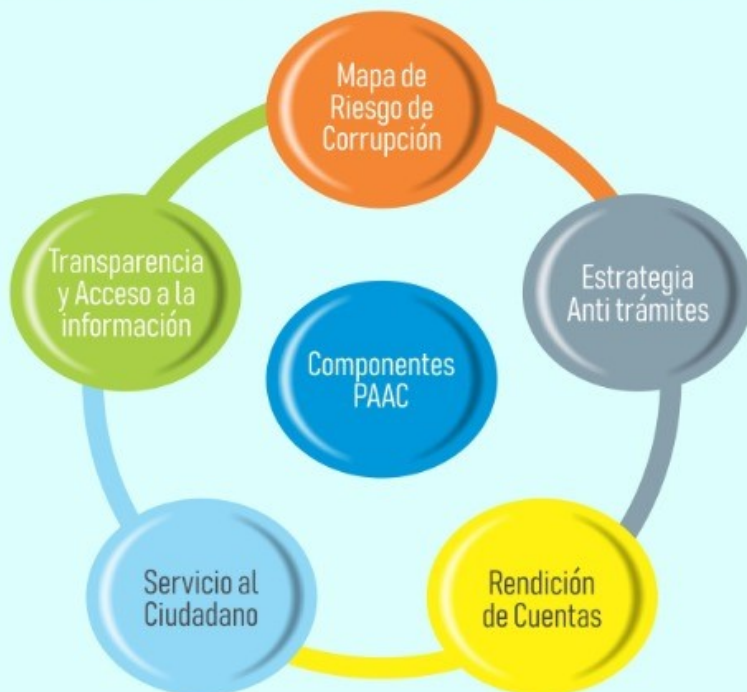 Mapa de
Riesgo de
Corrupción
Estrategia
Anti trámites
Rendición
de Cuentas
Servicio al
Ciudadano
Transparencia
y Acceso a la
información
Componentes
PAAC